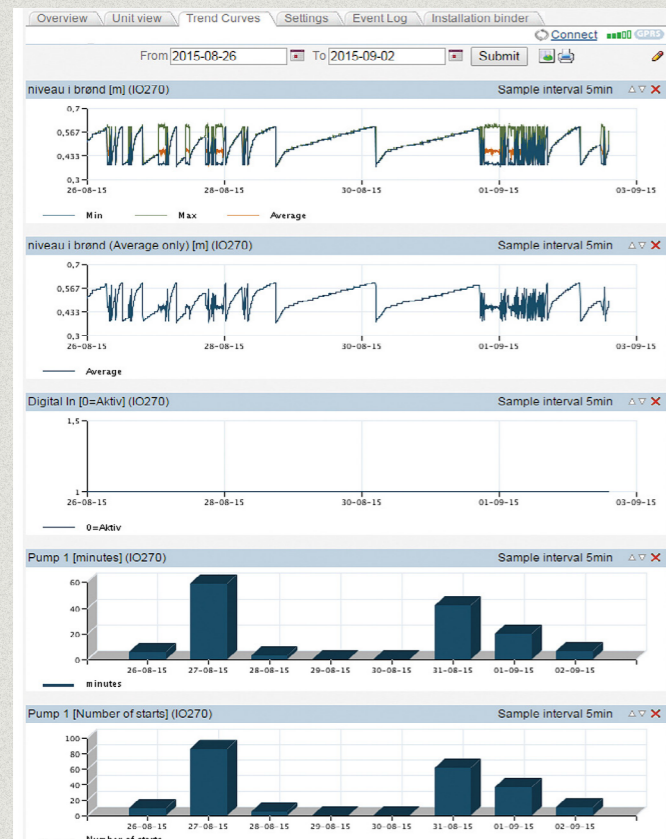 Overview Unit view Trend Curves Settings Event Log Installation binder
Connect GPRS
From 2015-08-26 To 2015-09-02 Submit
niveau i brønd [m] (IO270) Sample interval 5min
0,7
0,567
0,433
0,3
26-08-15 28-08-15 30-08-15 01-09-15 03-09-15
Min Max Average
niveau i brønd (Average only) [m] (IO270) Sample interval 5min
0,7
0,567
0,433
0,3
26-08-15 28-08-15 30-08-15 01-09-15 03-09-15
Average
Digital In [0=Aktiv] (IO270) Sample interval 5min
1,5
1
26-08-15 28-08-15 30-08-15 01-09-15 03-09-15
0=Aktiv
Pump 1 [minutes] (IO270) Sample interval 5min
60
40
20
0
26-08-15 27-08-15 28-08-15 29-08-15 30-08-15 31-08-15 01-09-15 02-09-15
minutes
Pump 1 [Number of starts] (IO270) Sample interval 5min
100
80
60
40
20
0
26-08-15 27-08-15 28-08-15 29-08-15 30-08-15 31-08-15 01-09-15 02-09-15
Number of starts